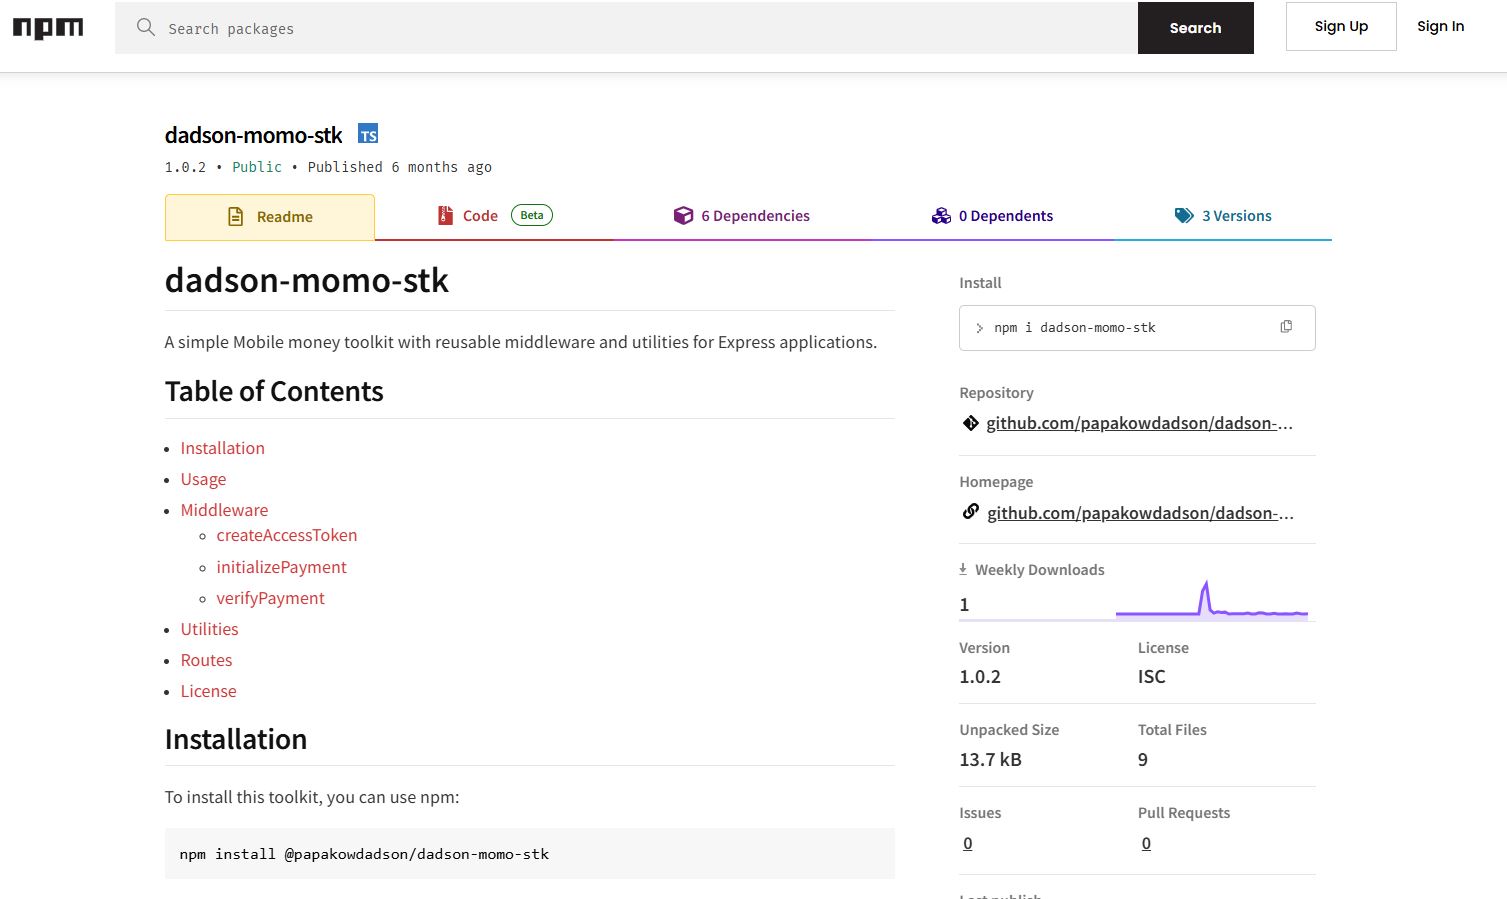 npm
Search packages
Search
Sign Up
Sign In
dadson-momo-stk TS
1.0.2 • Public • Published 6 months ago
Readme
Code Beta
6 Dependencies
0 Dependents
3 Versions
dadson-momo-stk
A simple Mobile money toolkit with reusable middleware and utilities for Express applications.
Table of Contents
• Installation
• Usage
• Middleware
◦ createAccessToken
◦ initializePayment
◦ verifyPayment
• Utilities
• Routes
• License
Installation
To install this toolkit, you can use npm:
npm install @papakowdadson/dadson-momo-stk
Install
npm i dadson-momo-stk
Repository
github.com/papakowdadson/dadson-...
Homepage
github.com/papakowdadson/dadson-...
Weekly Downloads
1
Version
License
1.0.2
ISC
Unpacked Size
Total Files
13.7 kB
9
Issues
Pull Requests
0
0